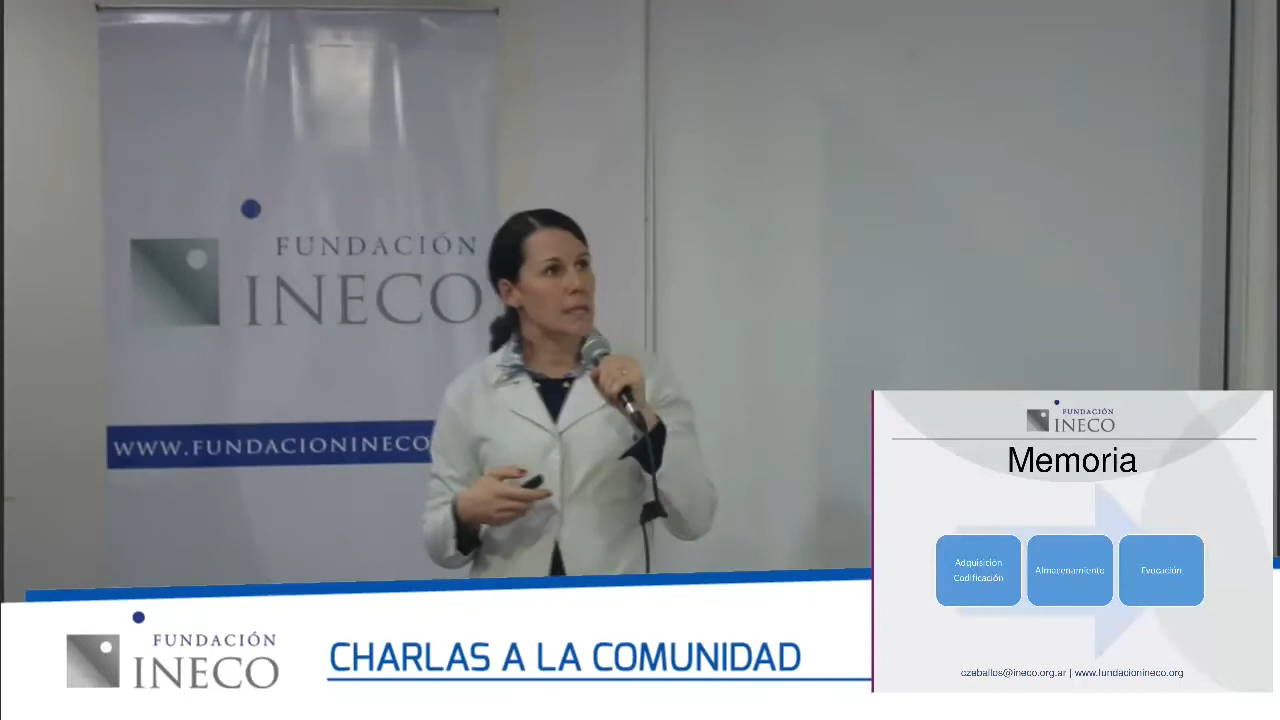 FUNDACIÓN
INECO
WWW.FUNDACIONINECO
FUNDACIÓN
INECO
Memoria
Adquisición
Codificación
Almacenamiento
Evocación
czeballos@ineco.org.ar | www.fundacionineco.org
FUNDACIÓN
INECO
CHARLAS A LA COMUNIDAD